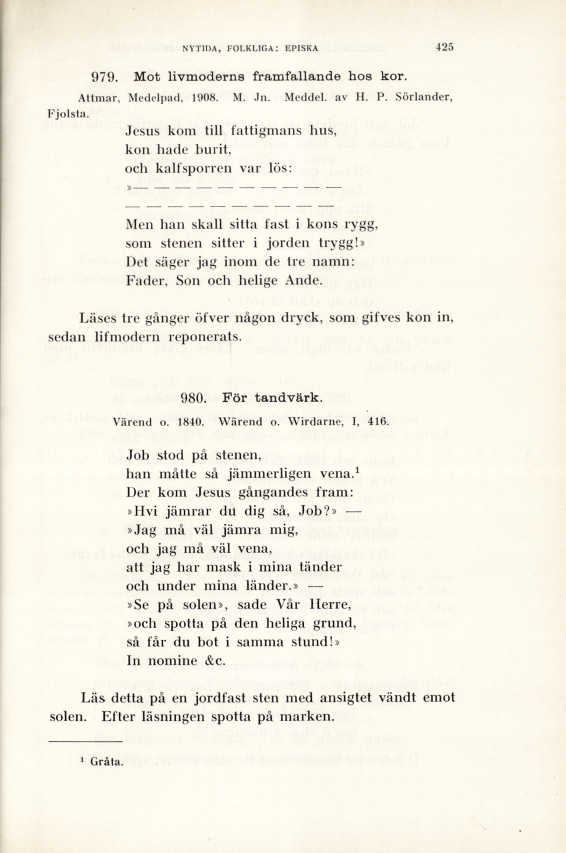 NYTIDA, FOLKLIGA: EPISKA 425
979. Mot livmoderns framfallande hos kor.
Attmar, Medelpad, 1908. M. Jn. Meddel. av H. P. Sörlander,
Fjolsta.
Jesus kom till fattigmans hus,
kon hade burit,
och kalfsporren var lös:
»— — — — — — — — — —
— — — — — — — — — —
Men han skall sitta fast i kons rygg,
som stenen sitter i jorden trygg!»
Det säger jag inom de tre namn:
Fader, Son och helige Ande.
Läses tre gånger öfver någon dryck, som gifves kon in,
sedan lifmodern reponerats.
980. För tandvärk.
Värend o. 1840. Wärend o. Wirdarne, I, 416.
Job stod på stenen,
han måtte så jämmerligen vena.¹
Der kom Jesus gångandes fram:
»Hvi jämrar du dig så, Job?» —
»Jag må väl jämra mig,
och jag må väl vena,
att jag har mask i mina tänder
och under mina länder.» —
»Se på solen», sade Vår Herre,
»och spotta på den heliga grund,
så får du bot i samma stund!»
In nomine &c.
Läs detta på en jordfast sten med ansigtet vändt emot
solen. Efter läsningen spotta på marken.
¹ Gråta.